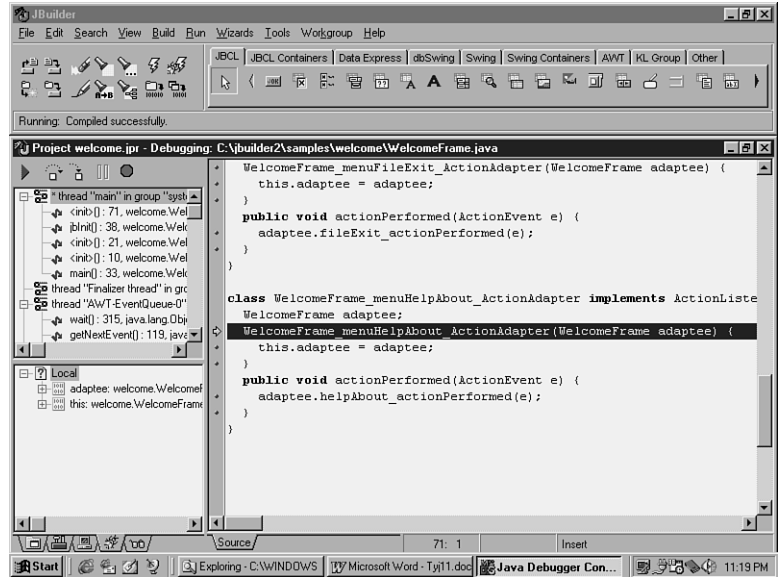 JBuilder
File Edit Search View Build Run Wizards Tools Workgroup Help
JBCL JBCL Containers Data Express dbSwing Swing Swing Containers AWT KL Group Other
Running: Compiled successfully.
Project welcome.jpr - Debugging: C:\jbuilder2\samples\welcome\WelcomeFrame.java
* thread "main" in group "syst
<init>() : 71, welcome.Wel
jbInit() : 38, welcome.Welc
<init>() : 21, welcome.Wel
<init>() : 10, welcome.Wel
main() : 33, welcome.Welc
thread "Finalizer thread" in gro
thread "AWT-EventQueue-0"
wait() : 315, java.lang.Obje
getNextEvent() : 119, java
Local
adaptee: welcome.WelcomeF
this: welcome.WelcomeFrame
WelcomeFrame_menuFileExit_ActionAdapter(WelcomeFrame adaptee) {
this.adaptee = adaptee;
}
public void actionPerformed(ActionEvent e) {
adaptee.fileExit_actionPerformed(e);
}
}
class WelcomeFrame_menuHelpAbout_ActionAdapter implements ActionListe
WelcomeFrame adaptee;
WelcomeFrame_menuHelpAbout_ActionAdapter(WelcomeFrame adaptee) {
this.adaptee = adaptee;
}
public void actionPerformed(ActionEvent e) {
adaptee.helpAbout_actionPerformed(e);
}
}
Source
71: 1
Insert
Start
Exploring - C:\WINDOWS
Microsoft Word - Tyj11.doc
Java Debugger Con...
11:19 PM